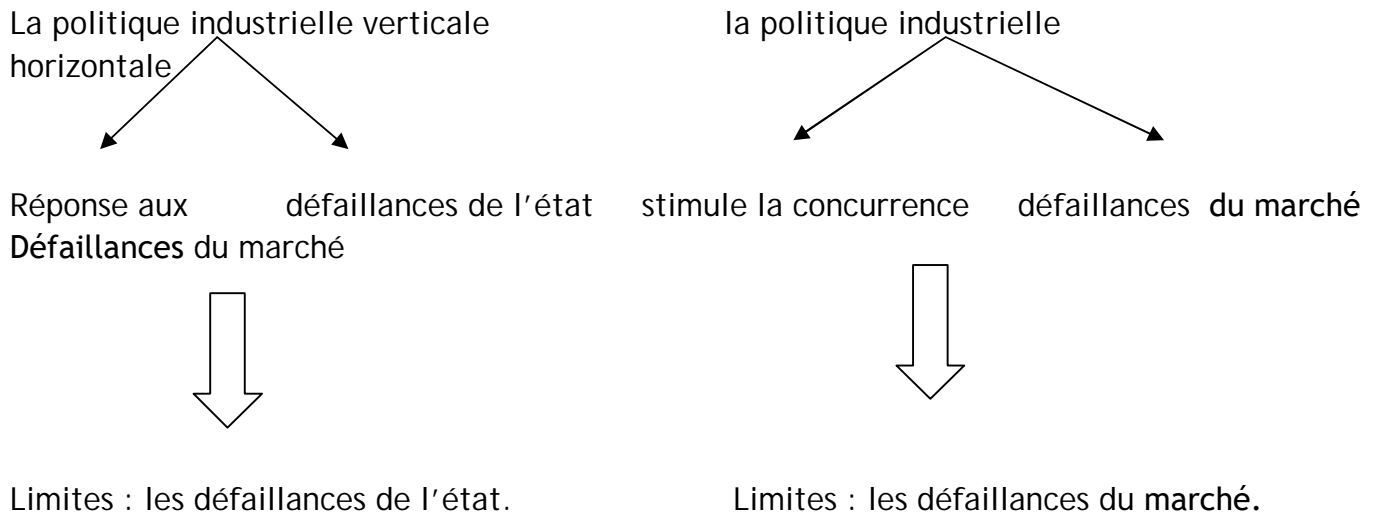 La politique industrielle verticale la politique industrielle
horizontale
Réponse aux défaillances de l’état stimule la concurrence défaillances du marché
Défaillances du marché
Limites : les défaillances de l’état. Limites : les défaillances du marché.